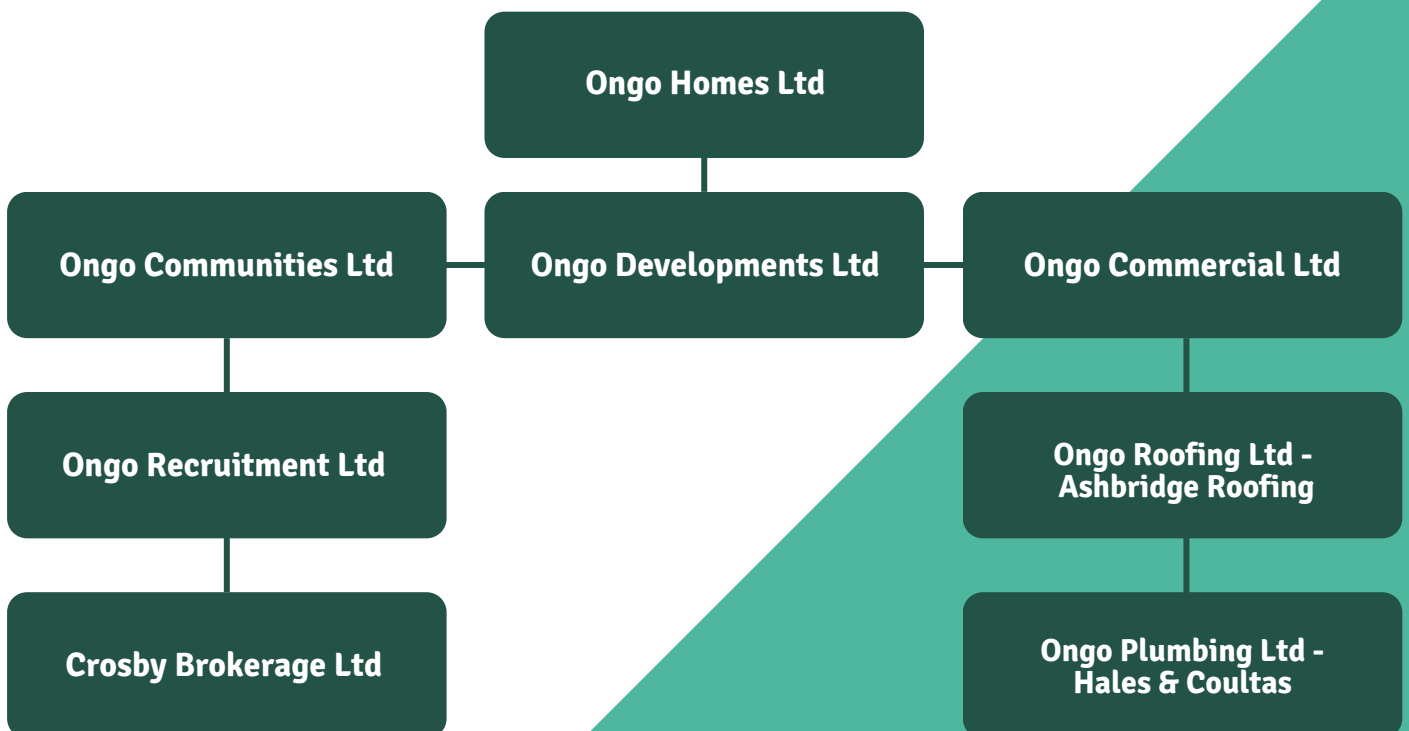 Ongo Homes Ltd
Ongo Communities Ltd
Ongo Developments Ltd
Ongo Commercial Ltd
Ongo Recruitment Ltd
Ongo Roofing Ltd -
Ashbridge Roofing
Crosby Brokerage Ltd
Ongo Plumbing Ltd -
Hales & Coultas